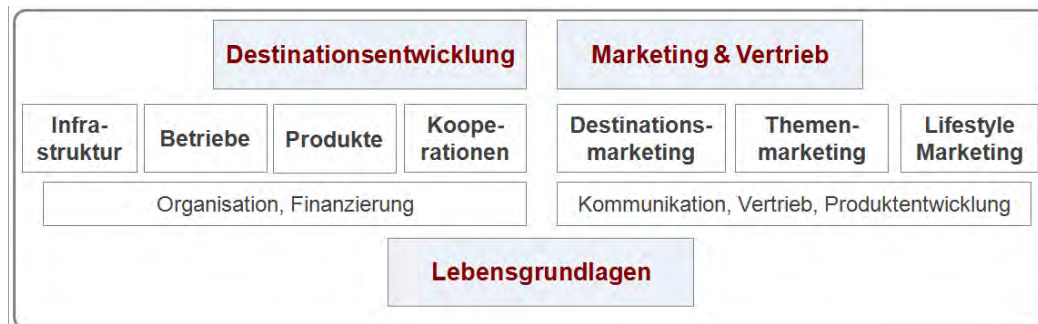 Destinationsentwicklung
Marketing & Vertrieb
Infra-
struktur
Betriebe
Produkte
Koope-
rationen
Destinations-
marketing
Themen-
marketing
Lifestyle
Marketing
Organisation, Finanzierung
Kommunikation, Vertrieb, Produktentwicklung
Lebensgrundlagen